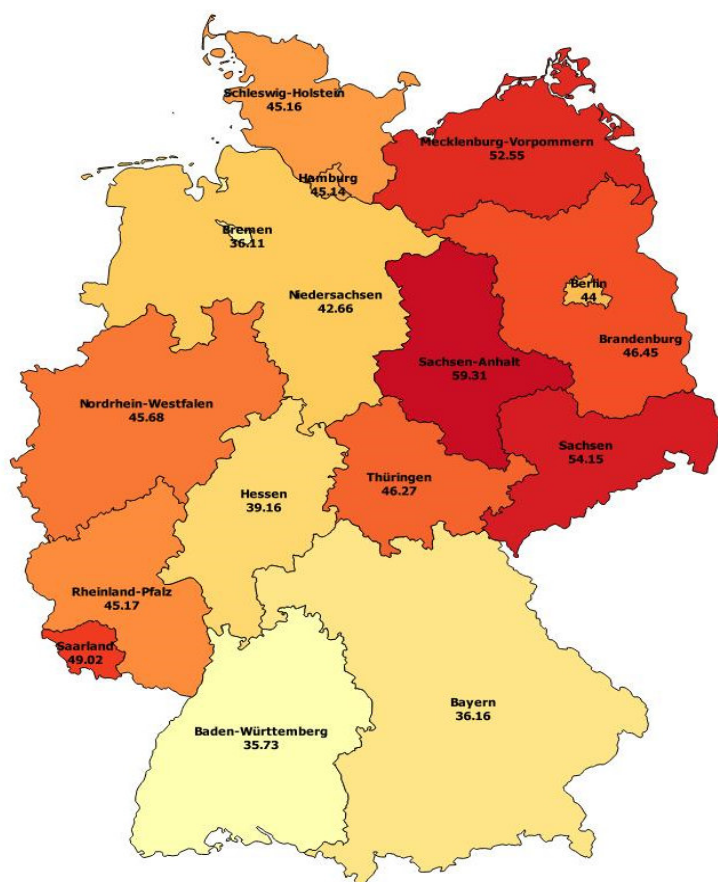 Schleswig-Holstein
45.16
Mecklenburg-Vorpommern
52.55
Hamburg
45.14
Bremen
36.11
Berlin
44
Niedersachsen
42.66
Brandenburg
46.45
Sachsen-Anhalt
59.31
Nordrhein-Westfalen
45.68
Sachsen
54.15
Thüringen
46.27
Hessen
39.16
Rheinland-Pfalz
45.17
Saarland
49.02
Bayern
36.16
Baden-Württemberg
35.73